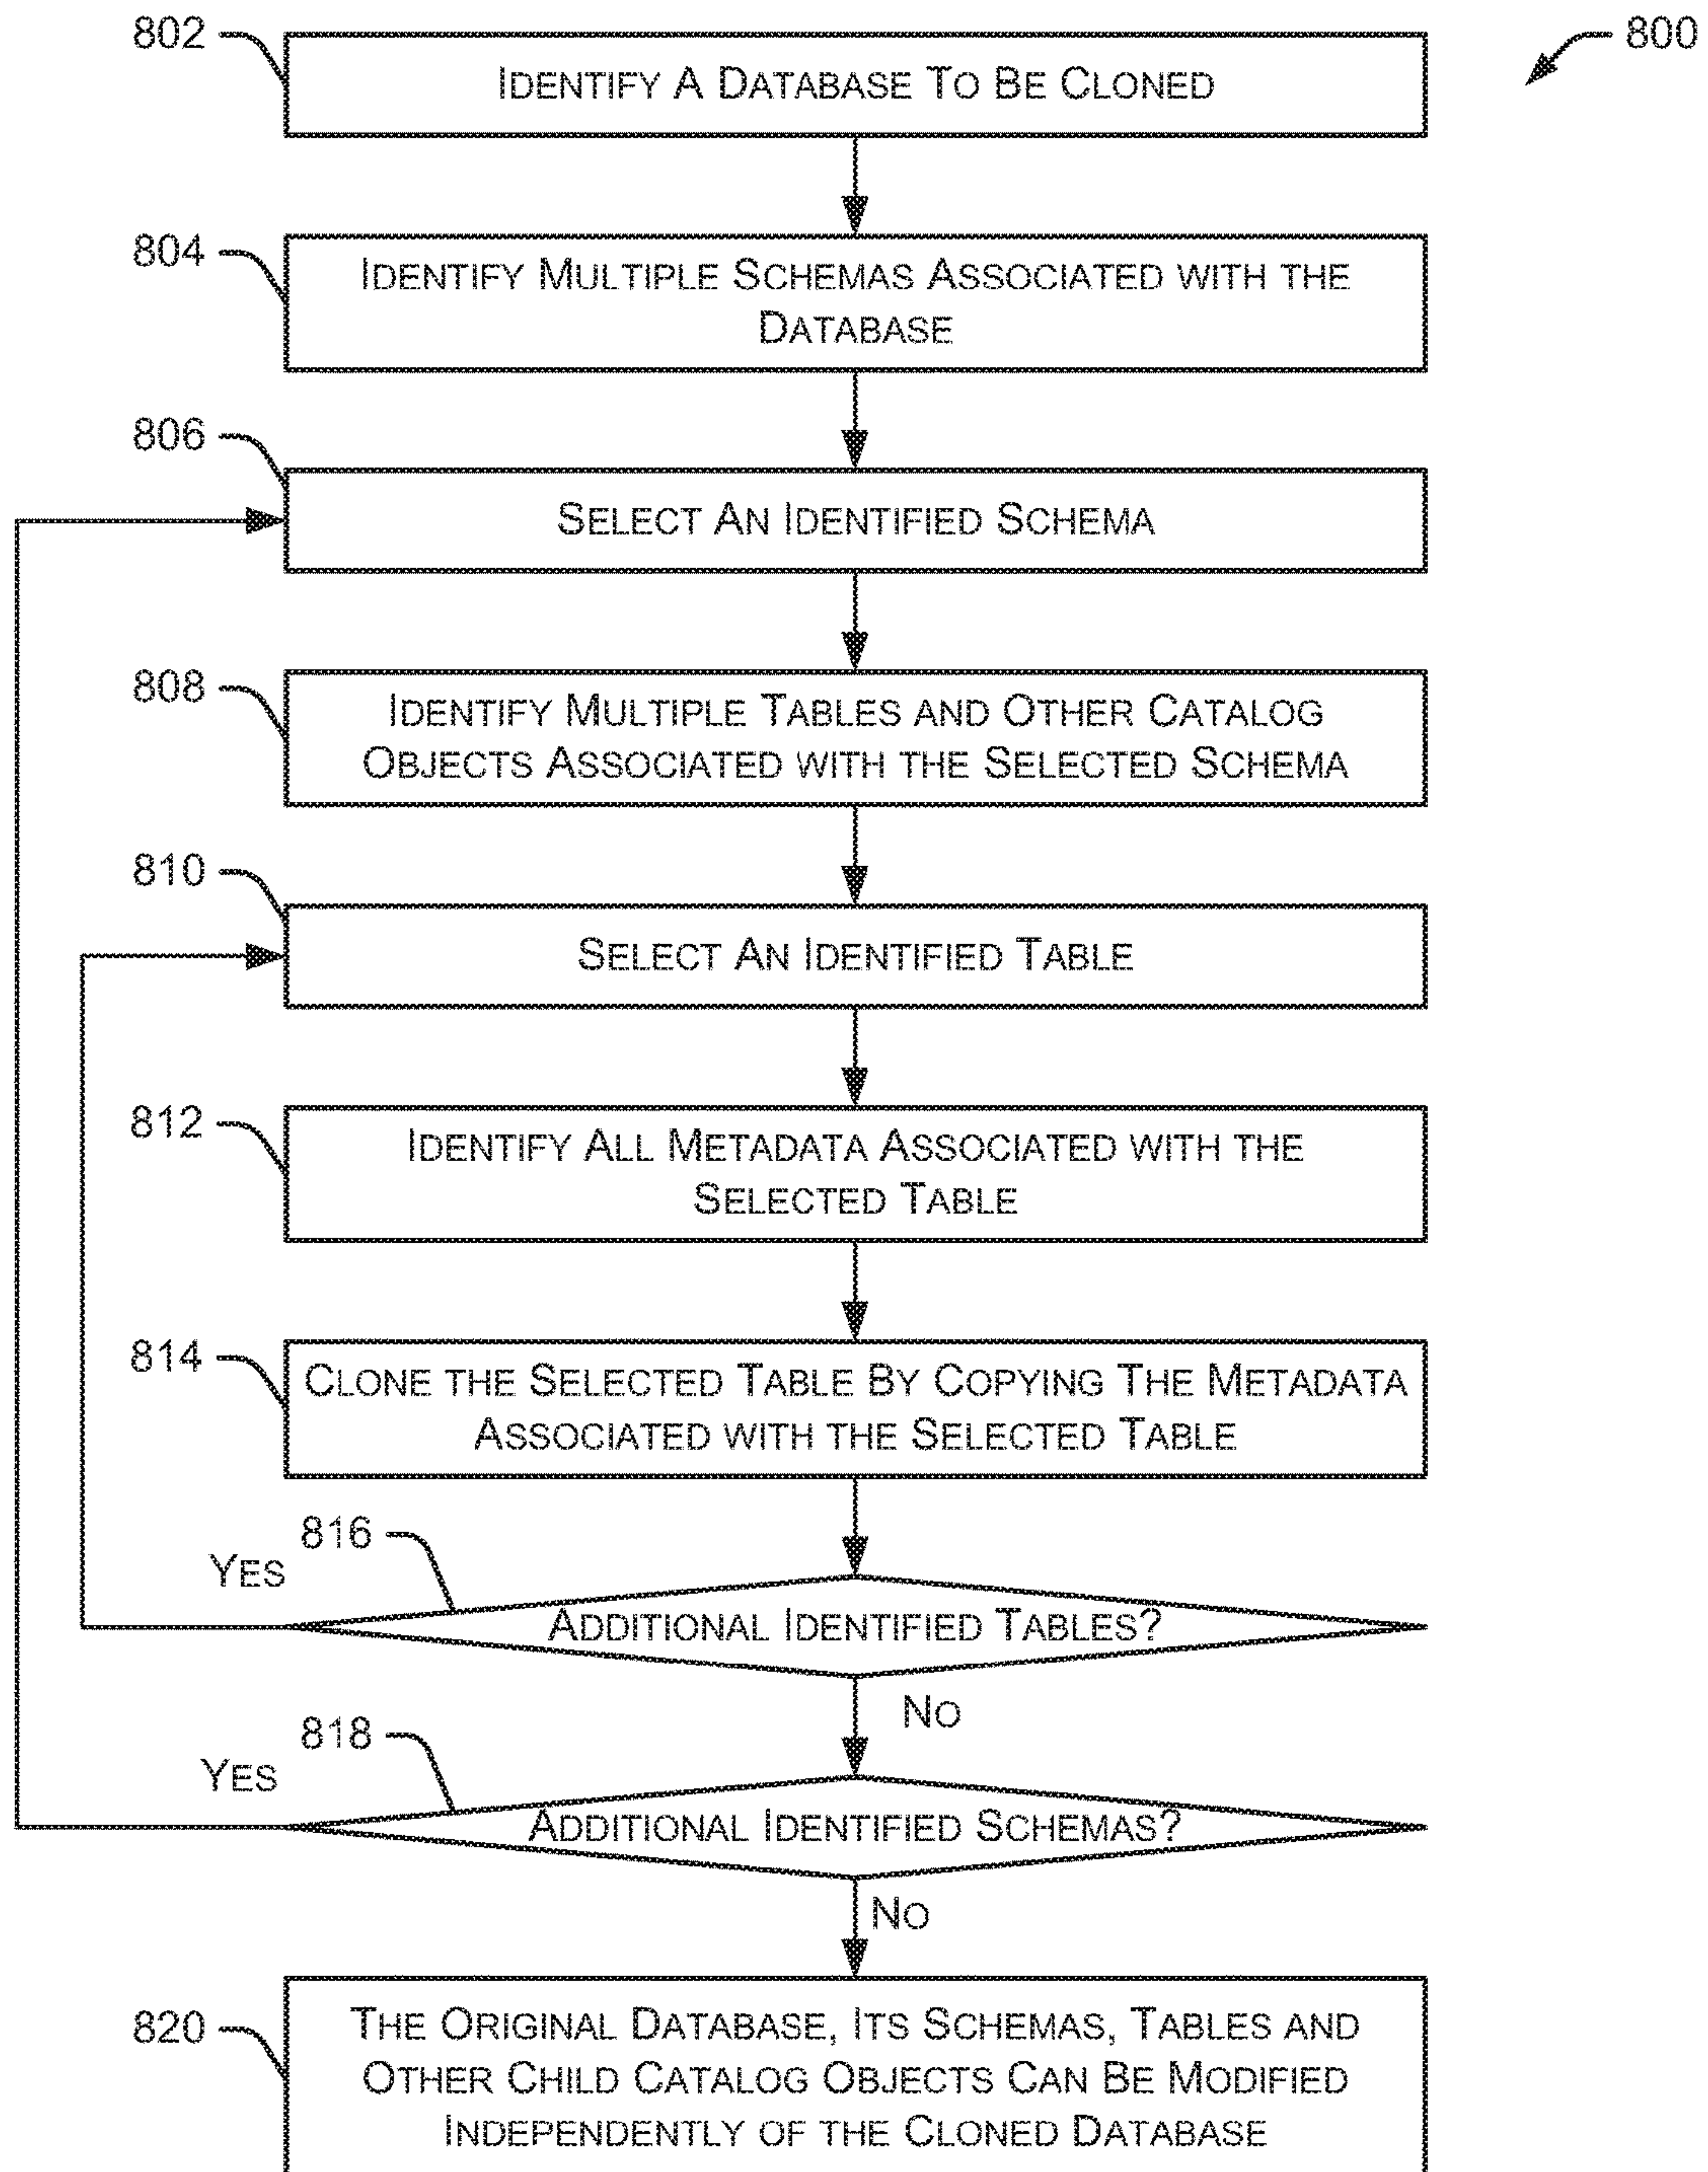 802
800
IDENTIFY A DATABASE TO BE CLONED
804
IDENTIFY MULTIPLE SCHEMAS ASSOCIATED WITH THE
DATABASE
806
SELECT AN IDENTIFIED SCHEMA
808
IDENTIFY MULTIPLE TABLES AND OTHER CATALOG
OBJECTS ASSOCIATED WITH THE SELECTED SCHEMA
810
SELECT AN IDENTIFIED TABLE
812
IDENTIFY ALL METADATA ASSOCIATED WITH THE
SELECTED TABLE
814
CLONE THE SELECTED TABLE BY COPYING THE METADATA
ASSOCIATED WITH THE SELECTED TABLE
816
YES
ADDITIONAL IDENTIFIED TABLES?
NO
818
YES
ADDITIONAL IDENTIFIED SCHEMAS?
NO
820
THE ORIGINAL DATABASE, ITS SCHEMAS, TABLES AND
OTHER CHILD CATALOG OBJECTS CAN BE MODIFIED
INDEPENDENTLY OF THE CLONED DATABASE